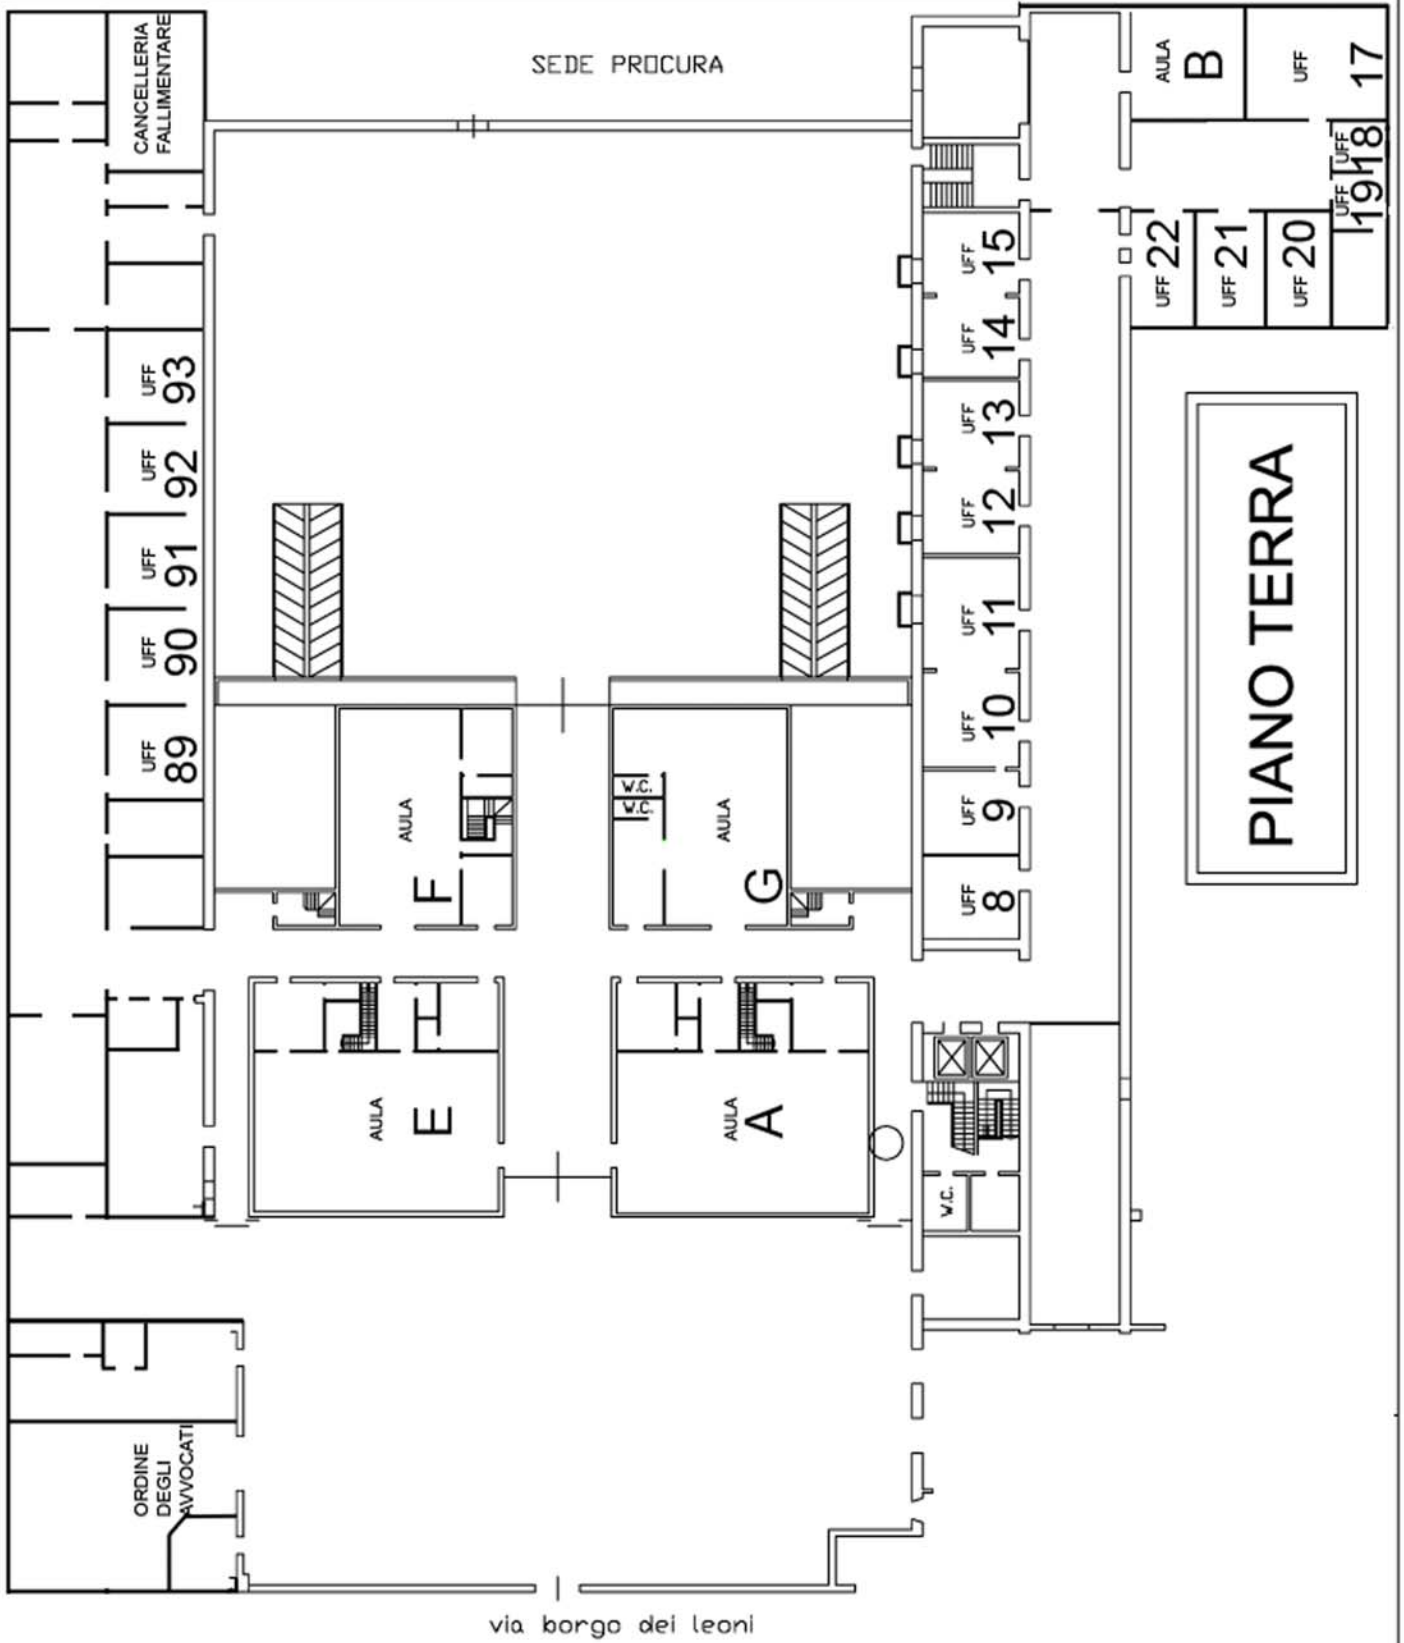 SEDE PROCURA
CANCELLERIA
FALLIMENTARE
AULA
B
UFF
17
UFF
18
UFF
19
UFF 22
UFF 21
UFF 20
UFF
15
UFF
14
UFF
13
UFF
12
UFF
11
UFF
10
UFF
9
UFF
8
UFF
93
UFF
92
UFF
91
UFF
90
UFF
89
PIANO TERRA
AULA
F
W.C.
W.C.
AULA
G
AULA
E
AULA
A
W.C.
ORDINE
DEGLI
AVVOCATI
via borgo dei leoni